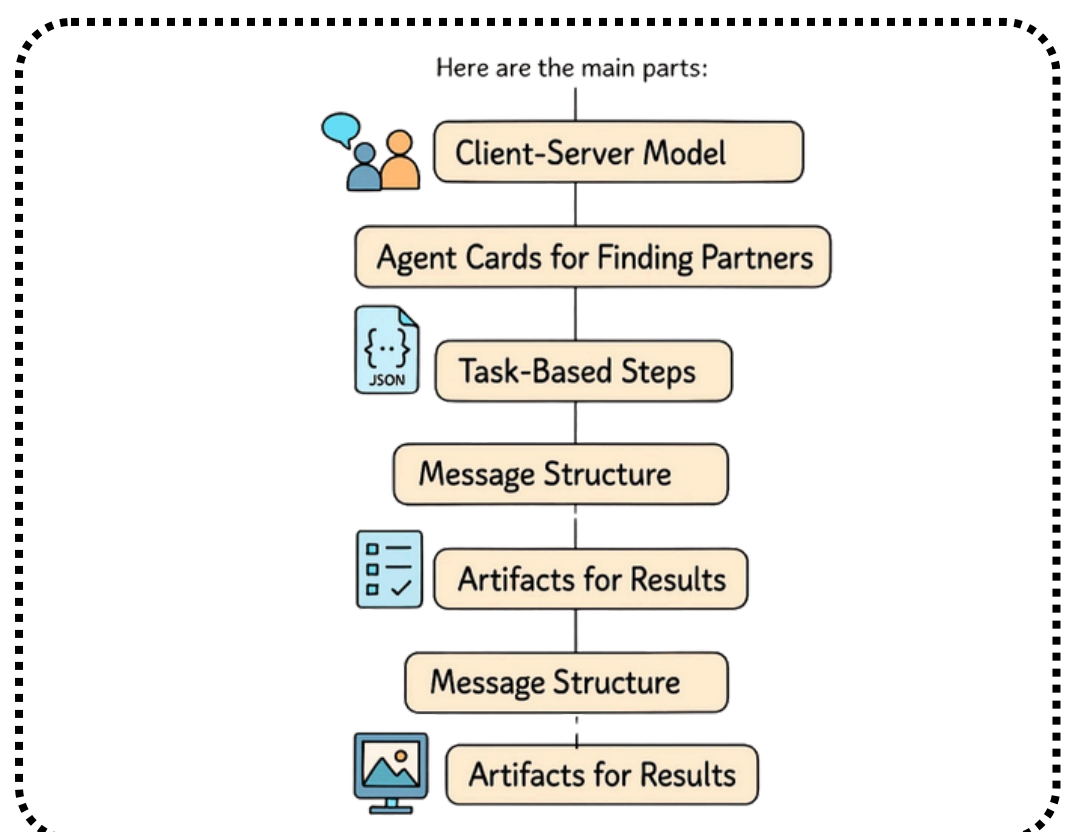 Here are the main parts:
Client-Server Model
Agent Cards for Finding Partners
{··}
JSON
Task-Based Steps
Message Structure
Artifacts for Results
Message Structure
Artifacts for Results